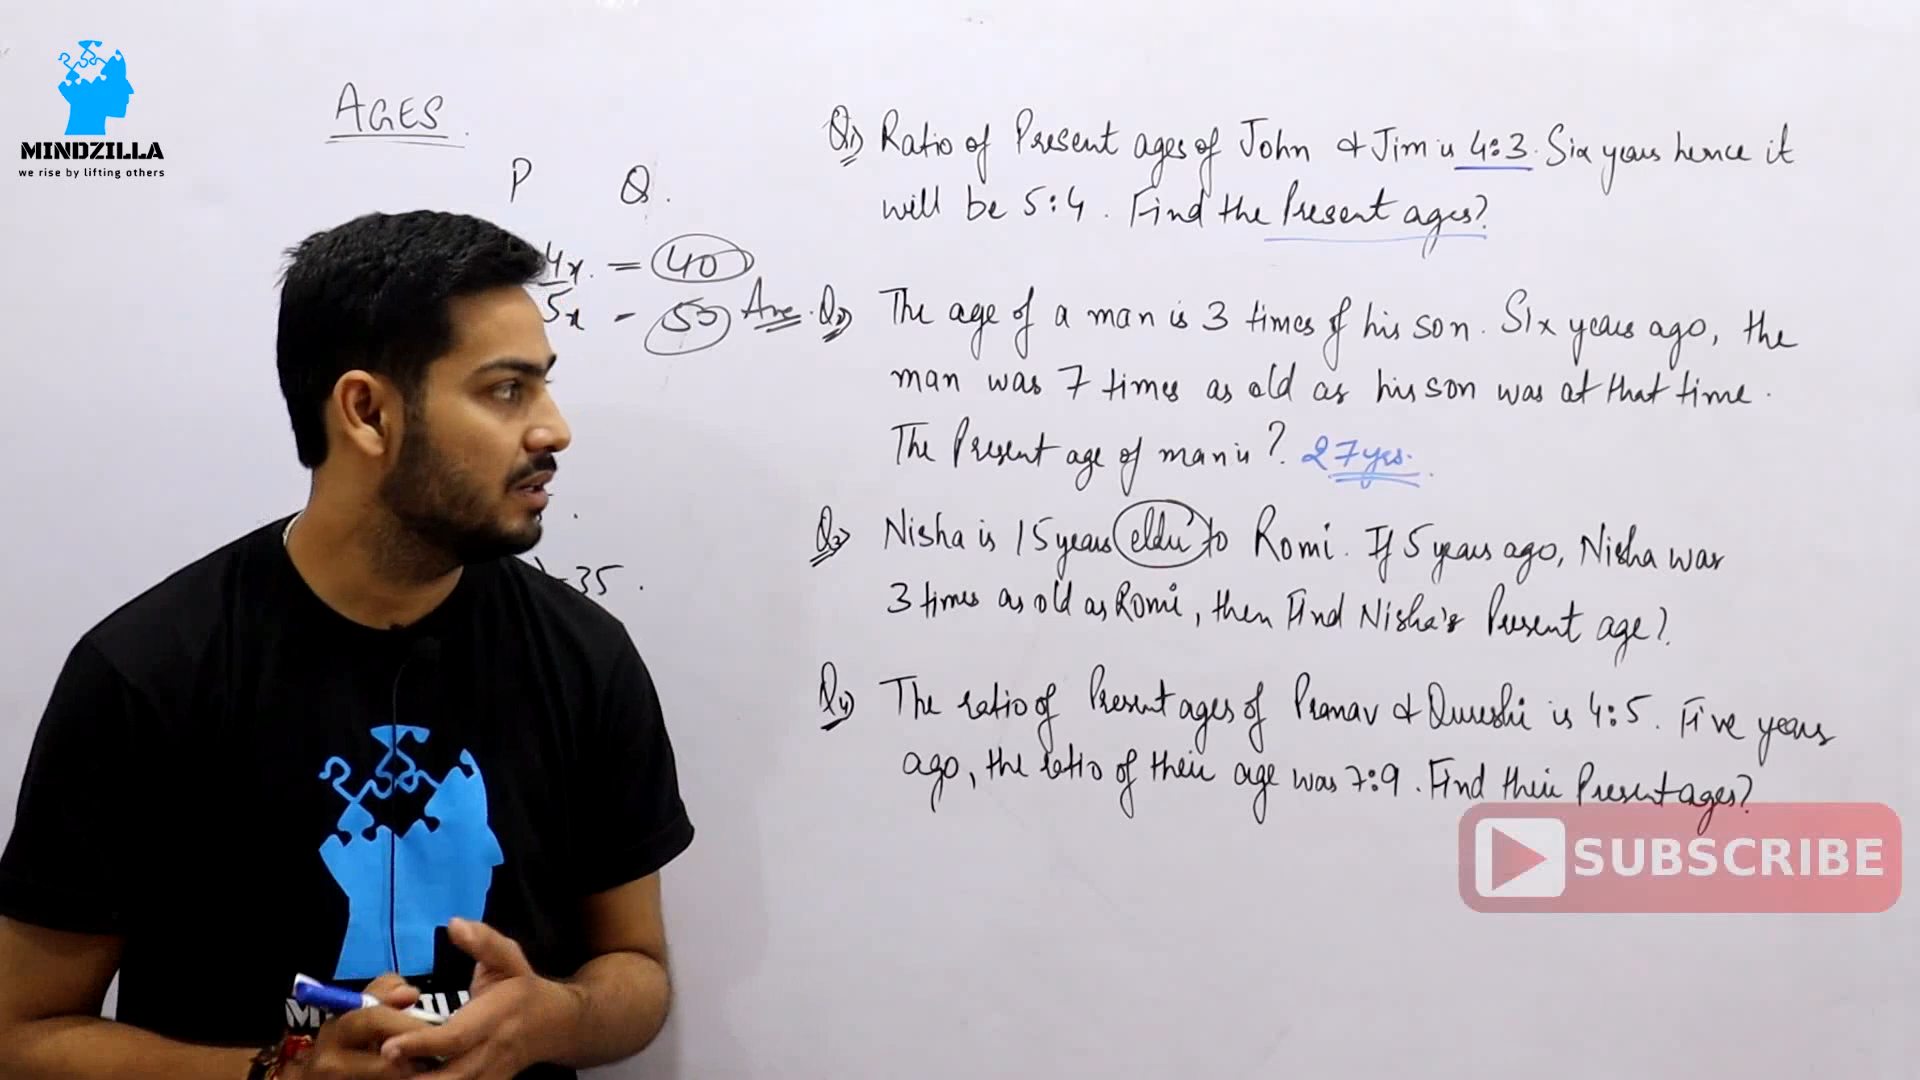 MINDZILLA
we rise by lifting others
AGES
P Q.
4x. = 40
5x - 50 Ans.
-35.
Q1) Ratio of Present ages of John & Jim is 4:3. Six years hence it
will be 5:4. Find the Present ages?
Q2) The age of a man is 3 times of his son. Six years ago, the
man was 7 times as old as his son was at that time.
The Present age of man is? 27yrs.
Q3) Nisha is 15 years elder to Romi. If 5 years ago, Nisha was
3 times as old as Romi, then Find Nisha's Present age?
Q4) The ratio of Present ages of Pranav & Qureshi is 4:5. Five years
ago, the ratio of their age was 7:9. Find their Present ages?
SUBSCRIBE